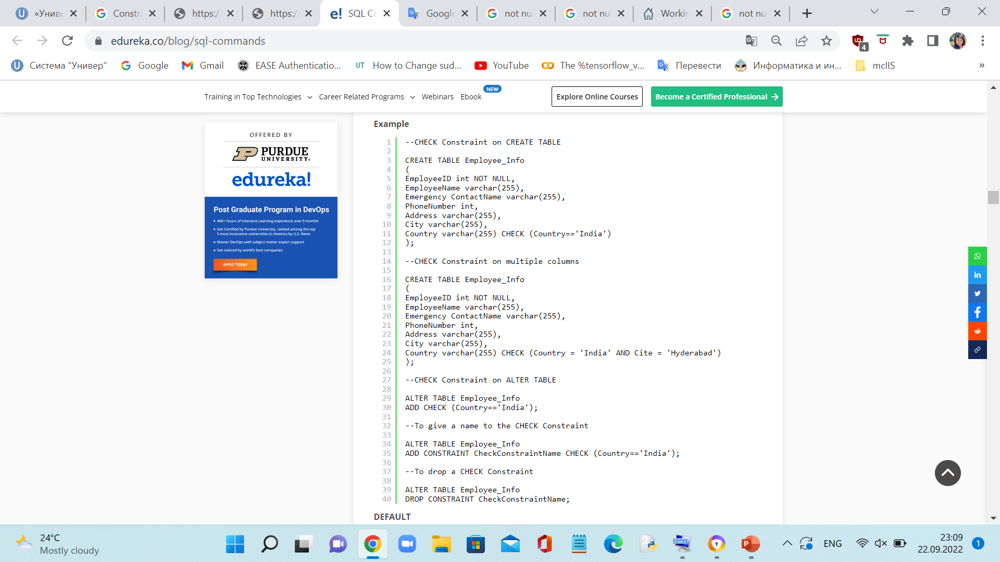 «Униве
Constra
https:/
https:/
SQL Co
Google
not nul
not nul
Workin
not nul
edureka.co/blog/sql-commands
4
Система "Универ"
Google
Gmail
EASE Authenticatio...
UT How to Change sud...
YouTube
The %tensorflow_v...
Перевести
Информатика и ин...
mcIIS
»
Training in Top Technologies
Career Related Programs
Webinars
Ebook
NEW
Explore Online Courses
Become a Certified Professional
OFFERED BY
PURDUE
UNIVERSITY®
edureka!
Post Graduate Program in DevOps
400+ Hours of Intensive Learning experience over 9 months
Get Certified by Purdue University, ranked among the top
5 most innovative universities in America by U.S. News
Master DevOps with subject matter expert support
Get noticed by world's best companies
APPLY TODAY
Example
1 --CHECK Constraint on CREATE TABLE
2
3 CREATE TABLE Employee_Info
4 (
5 EmployeeID int NOT NULL,
6 EmployeeName varchar(255),
7 Emergency ContactName varchar(255),
8 PhoneNumber int,
9 Address varchar(255),
10 City varchar(255),
11 Country varchar(255) CHECK (Country=='India')
12 );
13
14 --CHECK Constraint on multiple columns
15
16 CREATE TABLE Employee_Info
17 (
18 EmployeeID int NOT NULL,
19 EmployeeName varchar(255),
20 Emergency ContactName varchar(255),
21 PhoneNumber int,
22 Address varchar(255),
23 City varchar(255),
24 Country varchar(255) CHECK (Country = 'India' AND Cite = 'Hyderabad')
25 );
26
27 --CHECK Constraint on ALTER TABLE
28
29 ALTER TABLE Employee_Info
30 ADD CHECK (Country=='India');
31
32 --To give a name to the CHECK Constraint
33
34 ALTER TABLE Employee_Info
35 ADD CONSTRAINT CheckConstraintName CHECK (Country=='India');
36
37 --To drop a CHECK Constraint
38
39 ALTER TABLE Employee_Info
40 DROP CONSTRAINT CheckConstraintName;
DEFAULT
24°C
Mostly cloudy
ENG
23:09
22.09.2022
1